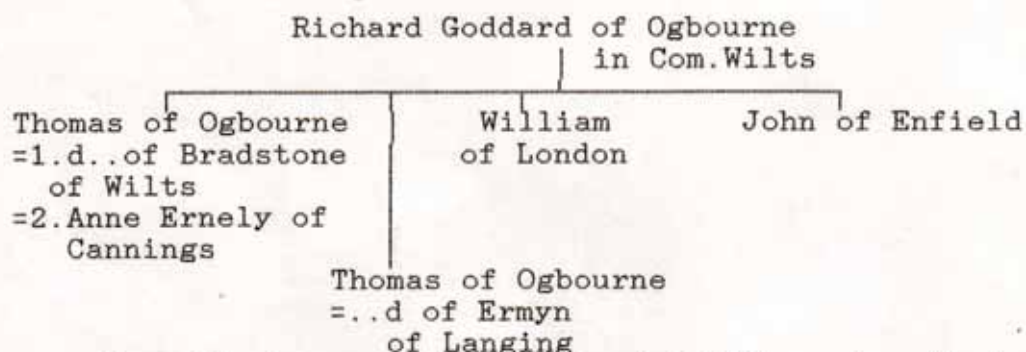 Richard Goddard of Ogbourne
in Com.Wilts
Thomas of Ogbourne
=1.d..of Bradstone
of Wilts
=2.Anne Ernely of
Cannings
William
of London
John of Enfield
Thomas of Ogbourne
=..d of Ermyn
of Langing